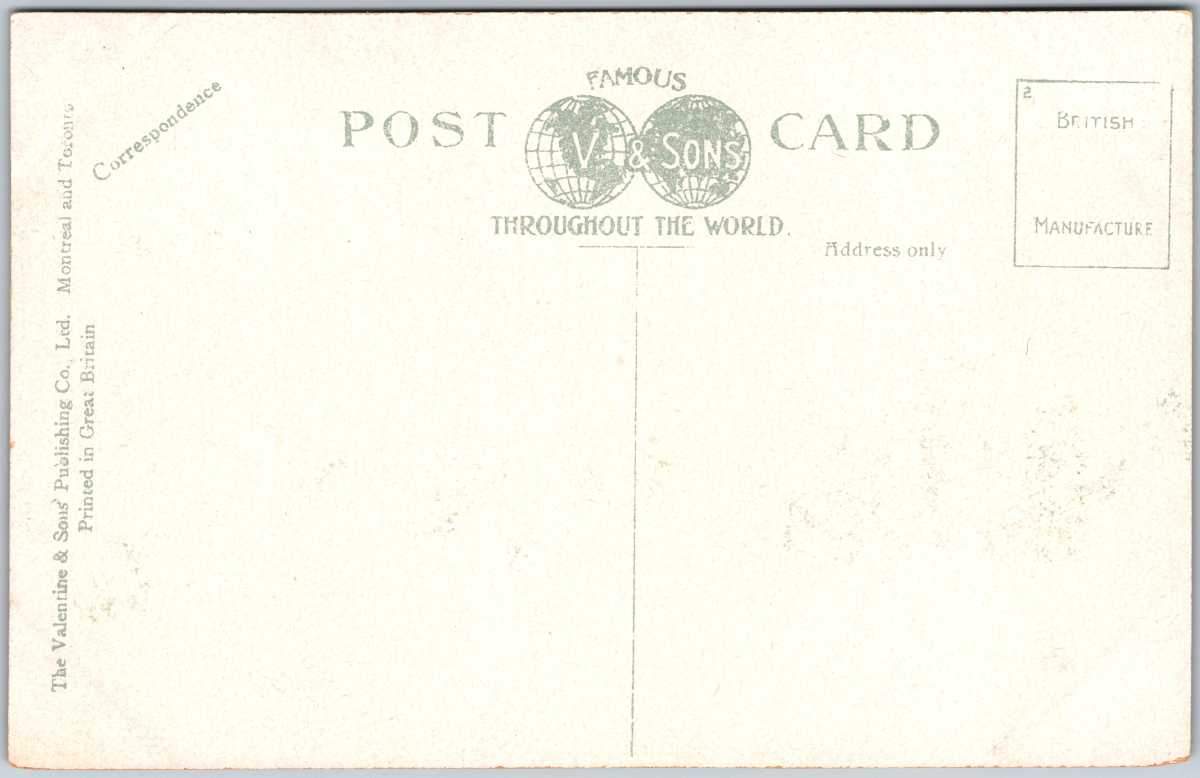 FAMOUS
POST V & SONS CARD
THROUGHOUT THE WORLD.
Correspondence
Address only
2
BRITISH
MANUFACTURE
The Valentine & Sons' Publishing Co., Ltd. Montreal and Toronto
Printed in Great Britain